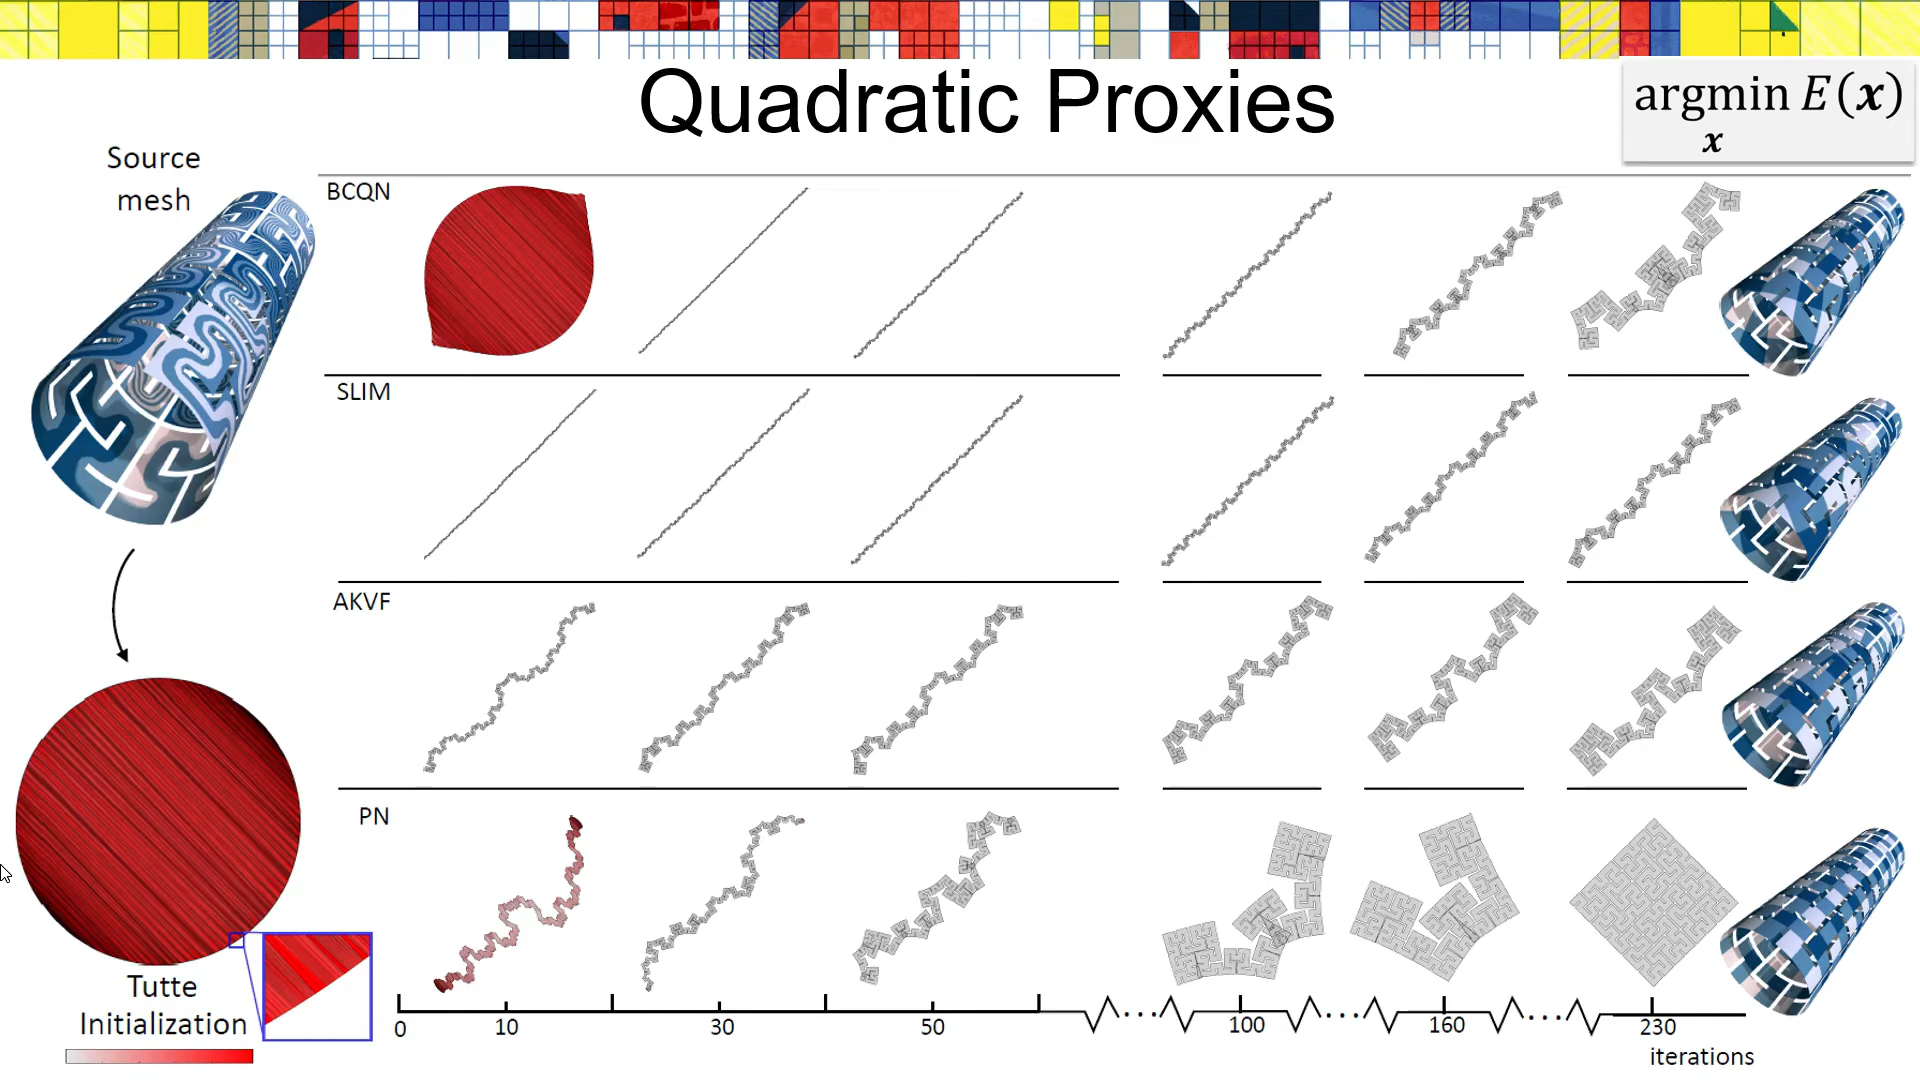 Quadratic Proxies
argmin E(x)
x
Source
mesh
BCQN
SLIM
AKVF
PN
Tutte
Initialization
0 10 30 50 ... 100 ... 160 ... 230
iterations